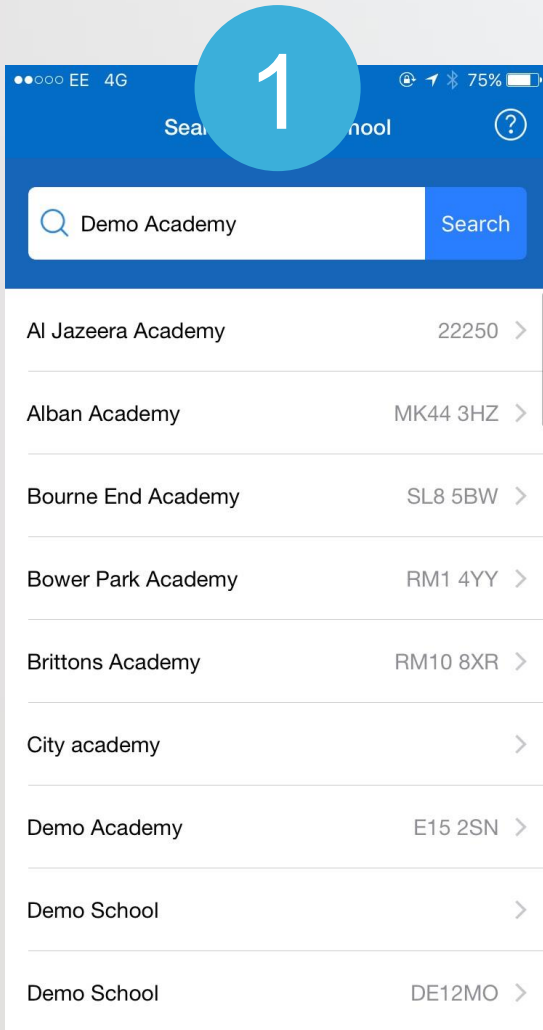 1
EE 4G 75%
Sea hool ?
Demo Academy Search
Al Jazeera Academy 22250
Alban Academy MK44 3HZ
Bourne End Academy SL8 5BW
Bower Park Academy RM1 4YY
Brittons Academy RM10 8XR
City academy
Demo Academy E15 2SN
Demo School
Demo School DE12MO